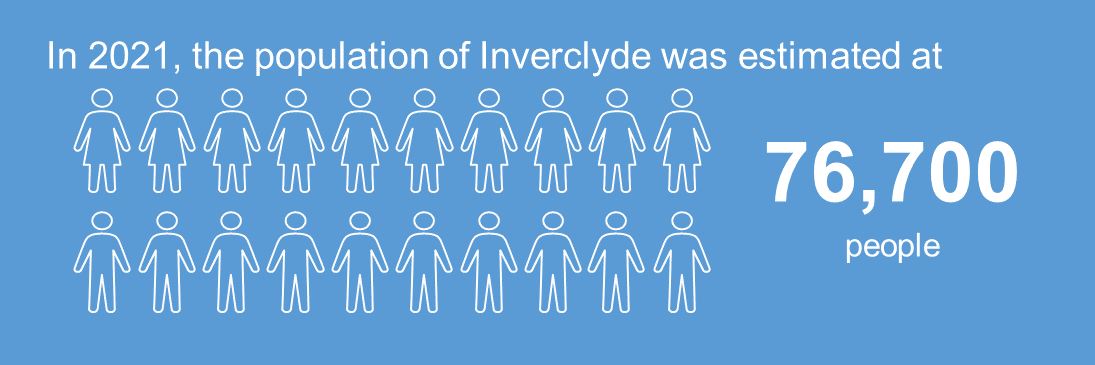 In 2021, the population of Inverclyde was estimated at
76,700
people